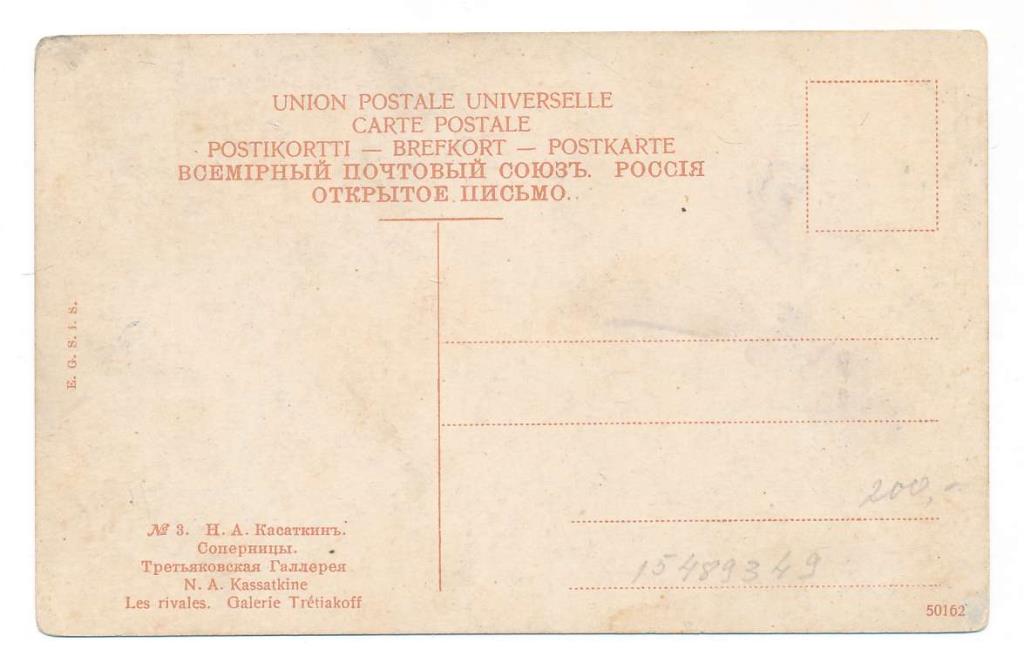 UNION POSTALE UNIVERSELLE
CARTE POSTALE
POSTIKORTTI — BREFKORT — POSTKARTE
ВСЕМІРНЫЙ ПОЧТОВЫЙ СОЮЗЪ. РОССІЯ
ОТКРЫТОЕ ПИСЬМО.
E. G. S. i. S.
№ 3. Н. А. Касаткинъ.
Соперницы.
Третьяковская Галлерея
N. A. Kassatkine
Les rivales. Galerie Trétiakoff
200,-
15489349
50162